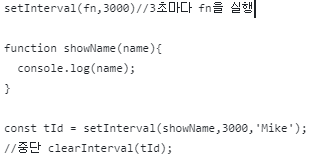 setInterval(fn,3000)//3초마다 fn을 실행
function showName(name){
console.log(name);
}
const tId = setInterval(showName,3000,'Mike');
//중단 clearInterval(tId);